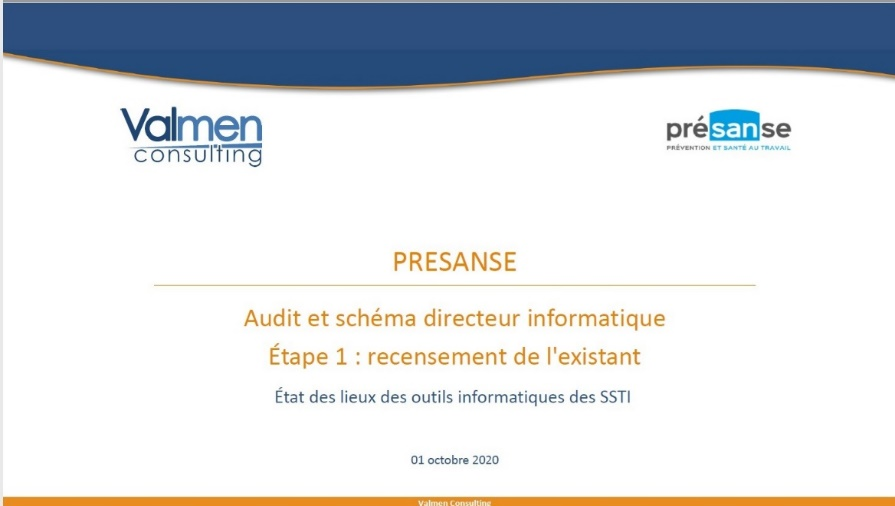 Valmen
consulting
présanse
PRÉVENTION ET SANTÉ AU TRAVAIL
PRESANSE
Audit et schéma directeur informatique
Étape 1 : recensement de l'existant
État des lieux des outils informatiques des SSTI
01 octobre 2020
Valmen Consulting